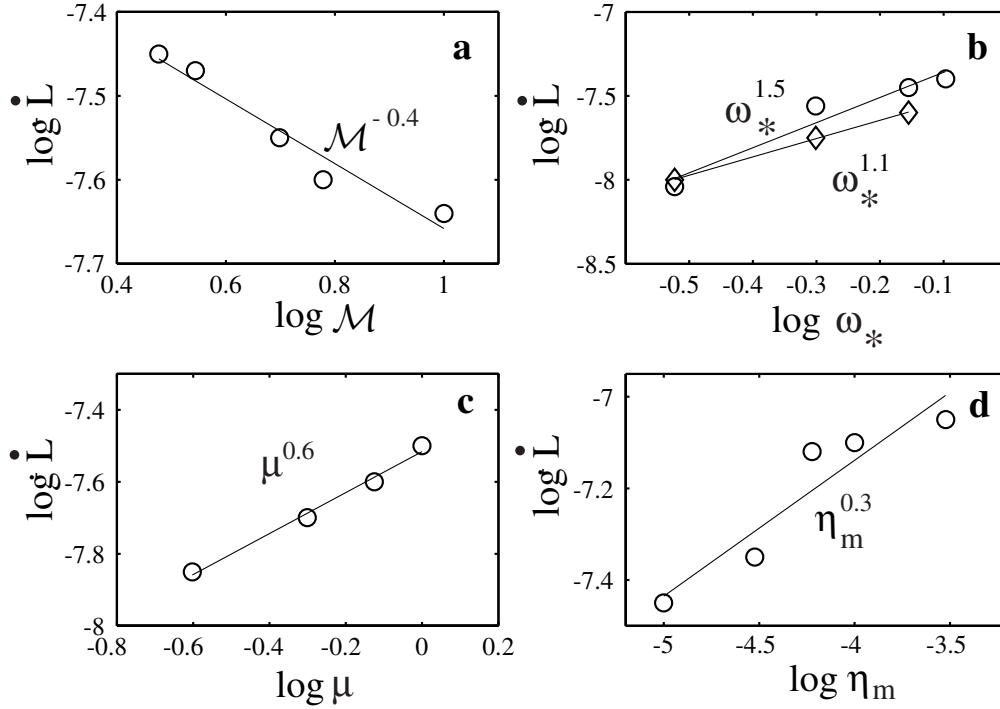 a
-7.4
-7.5
-7.6
-7.7
0.4
0.6
0.8
1
log L̇
log ℳ
ℳ^-0.4
b
-7
-7.5
-8
-8.5
-0.5
-0.4
-0.3
-0.2
-0.1
log L̇
log ω_*
ω_*^1.5
ω_*^1.1
c
-7.4
-7.6
-7.8
-8
-0.8
-0.6
-0.4
-0.2
0
0.2
log L̇
log μ
μ^0.6
d
-7
-7.2
-7.4
-5
-4.5
-4
-3.5
log L̇
log η_m
η_m^0.3